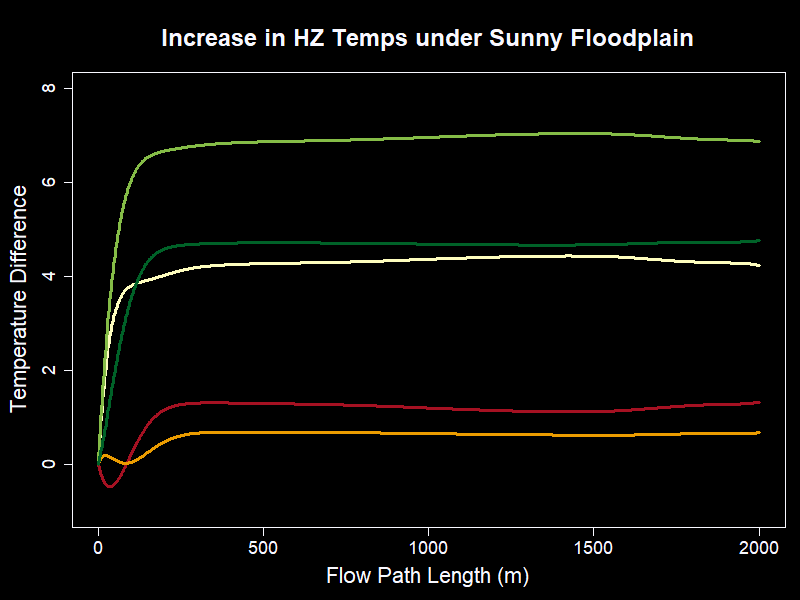 Increase in HZ Temps under Sunny Floodplain
8
6
4
2
0
Temperature Difference
0 500 1000 1500 2000
Flow Path Length (m)